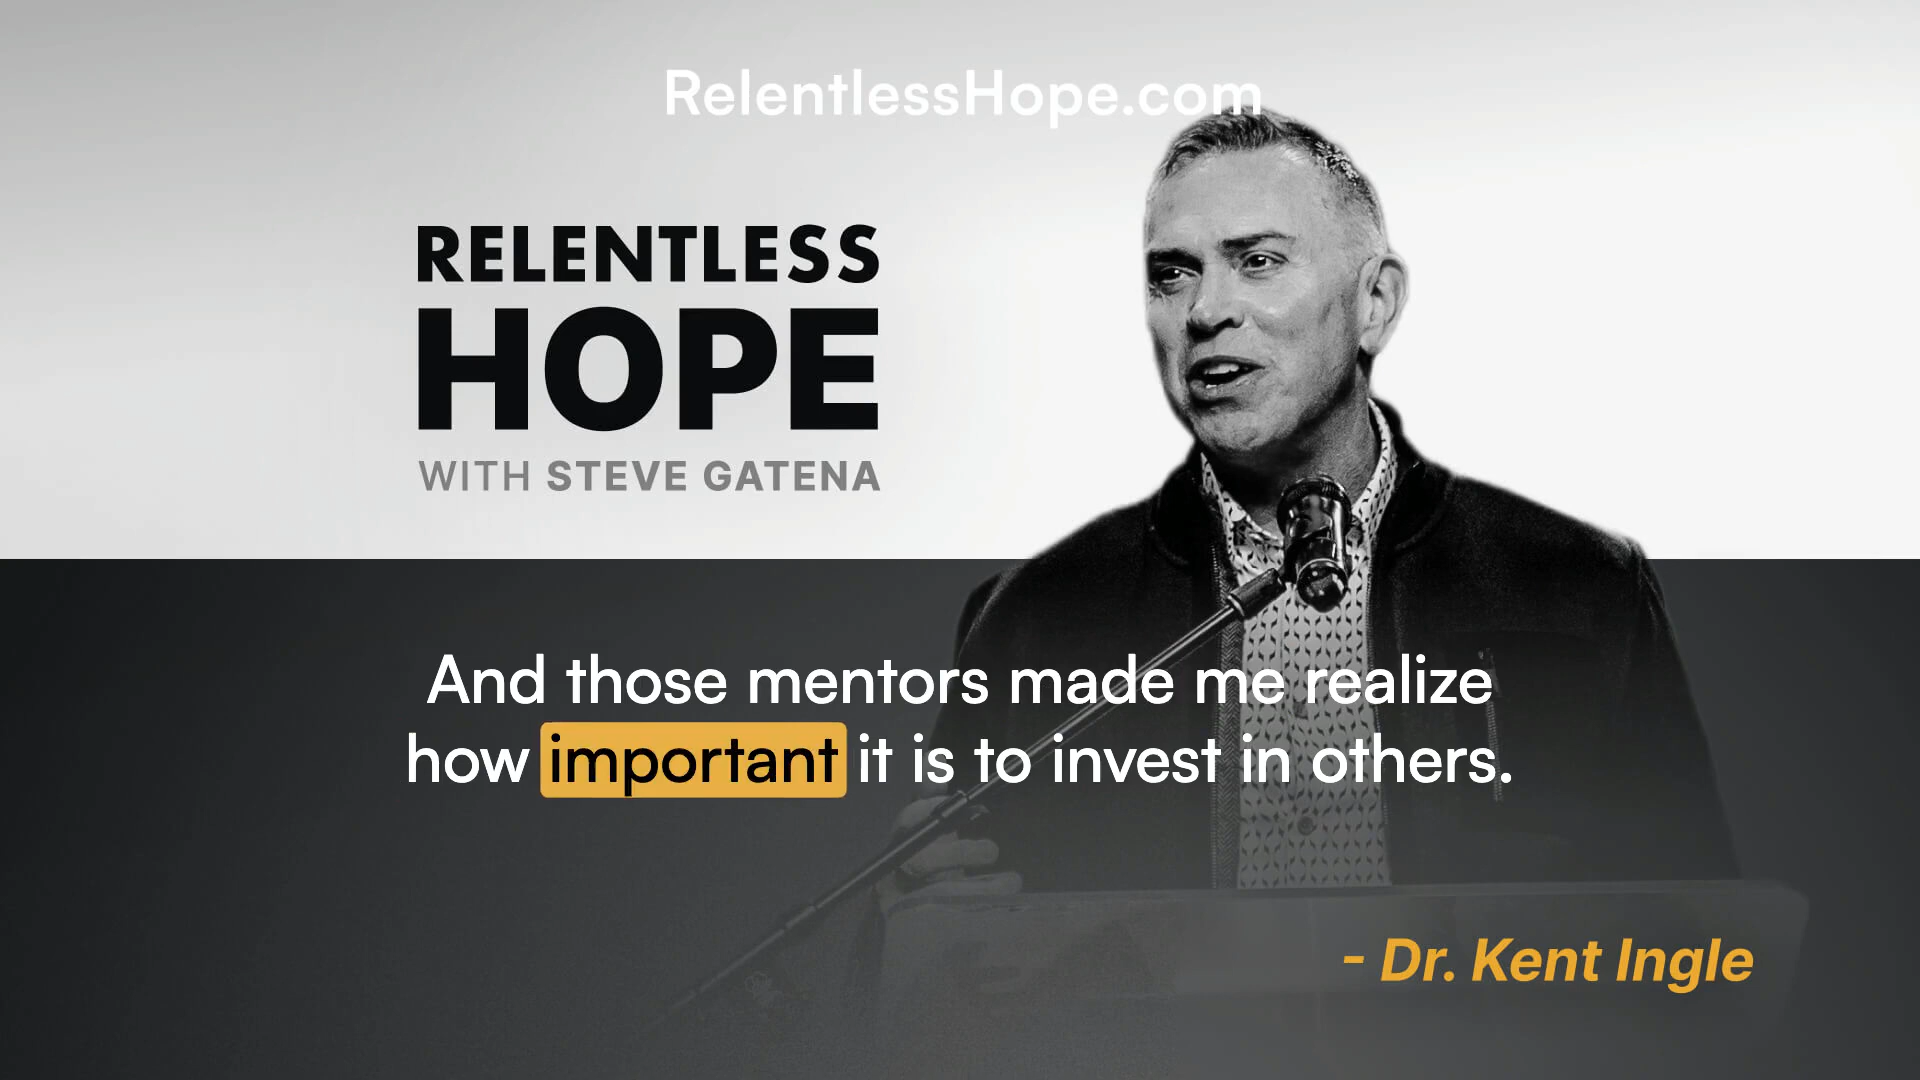 RelentlessHope.com
RELENTLESS
HOPE
WITH STEVE GATENA
And those mentors made me realize
how important it is to invest in others.
- Dr. Kent Ingle